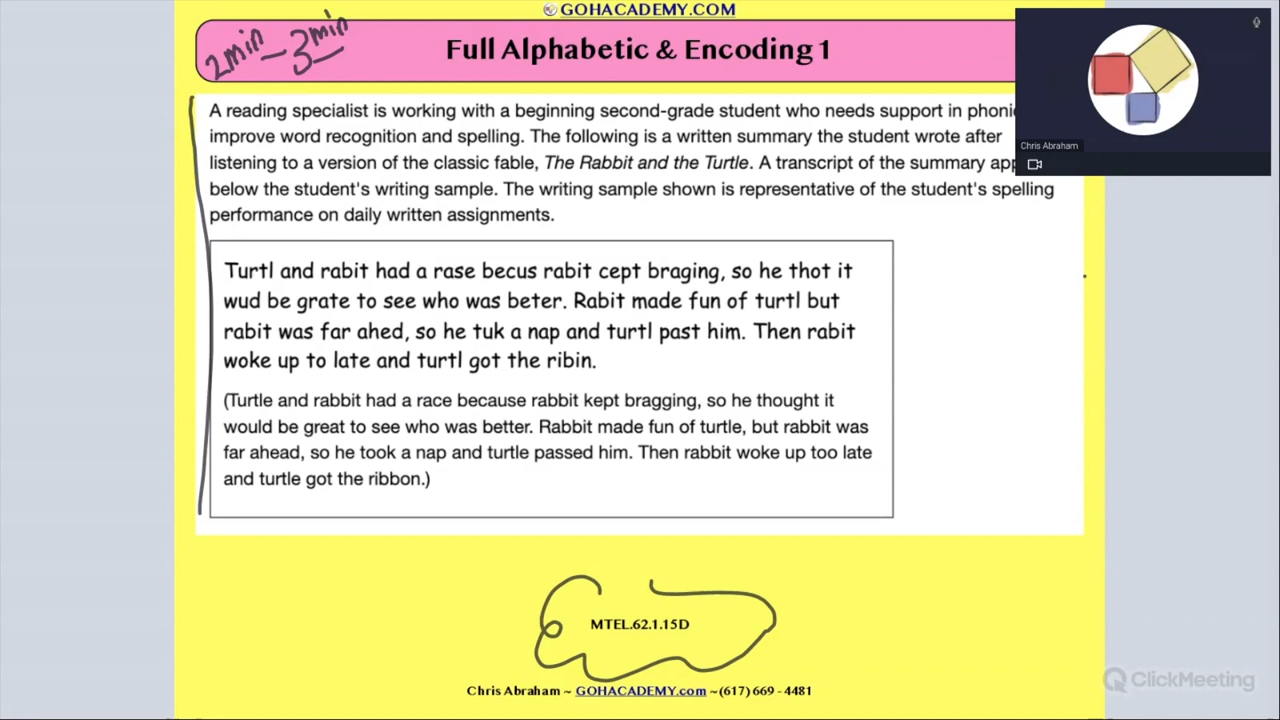 GOHACADEMY.COM
2min - 3min
Full Alphabetic & Encoding 1
A reading specialist is working with a beginning second-grade student who needs support in phonic
improve word recognition and spelling. The following is a written summary the student wrote after
listening to a version of the classic fable, The Rabbit and the Turtle. A transcript of the summary app
below the student's writing sample. The writing sample shown is representative of the student's spelling
performance on daily written assignments.
Turtl and rabit had a rase becus rabit cept braging, so he thot it
wud be grate to see who was beter. Rabit made fun of turtl but
rabit was far ahed, so he tuk a nap and turtl past him. Then rabit
woke up to late and turtl got the ribin.
(Turtle and rabbit had a race because rabbit kept bragging, so he thought it
would be great to see who was better. Rabbit made fun of turtle, but rabbit was
far ahead, so he took a nap and turtle passed him. Then rabbit woke up too late
and turtle got the ribbon.)
MTEL.62.1.15D
Chris Abraham ~ GOHACADEMY.com ~(617) 669 - 4481
Chris Abraham
ClickMeeting